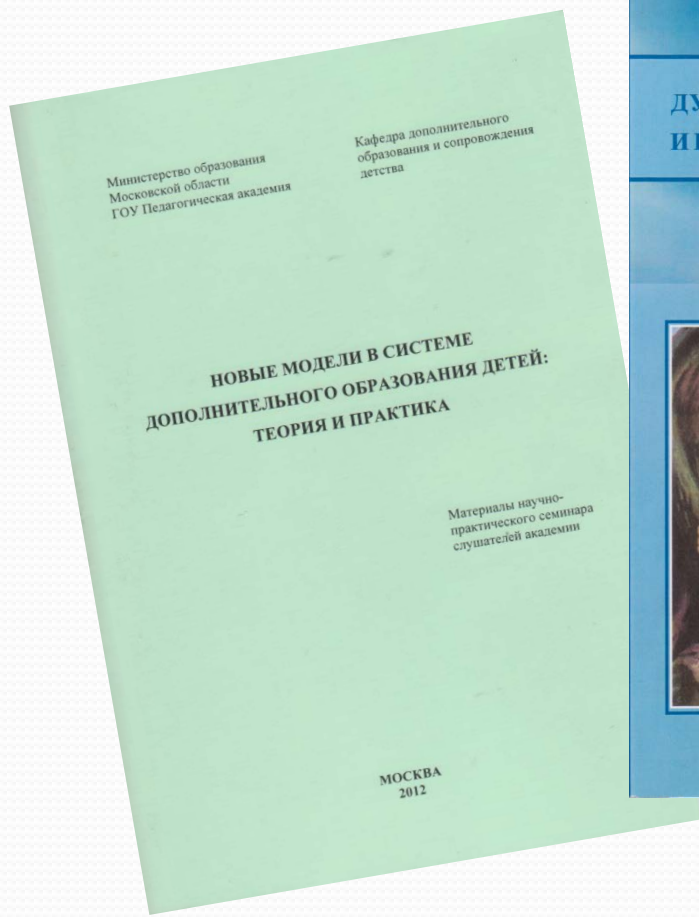 Министерство образования
Московской области
ГОУ Педагогическая академия
Кафедра дополнительного
образования и сопровождения
детства
НОВЫЕ МОДЕЛИ В СИСТЕМЕ
ДОПОЛНИТЕЛЬНОГО ОБРАЗОВАНИЯ ДЕТЕЙ:
ТЕОРИЯ И ПРАКТИКА
Материалы научно-
практического семинара
слушателей академии
МОСКВА
2012